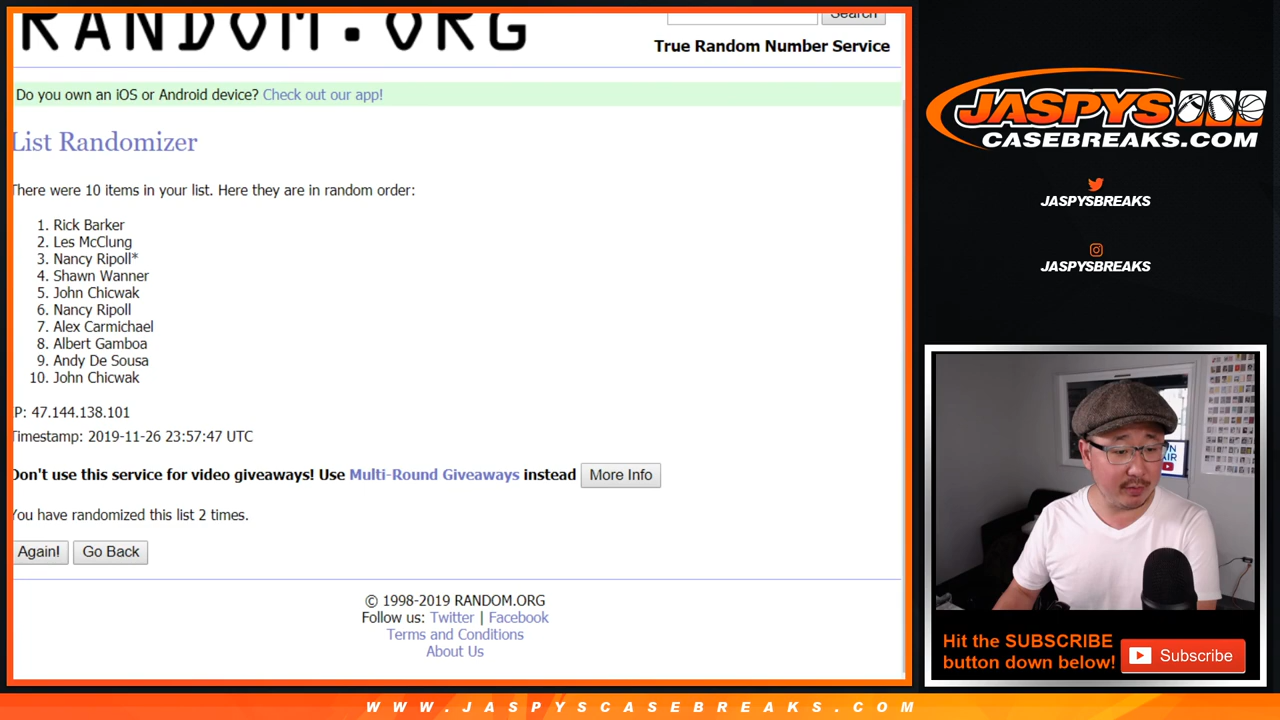 RANDOM.ORG
Search
True Random Number Service
Do you own an iOS or Android device? Check out our app!
List Randomizer
There were 10 items in your list. Here they are in random order:
1. Rick Barker
2. Les McClung
3. Nancy Ripoll*
4. Shawn Wanner
5. John Chicwak
6. Nancy Ripoll
7. Alex Carmichael
8. Albert Gamboa
9. Andy De Sousa
10. John Chicwak
IP: 47.144.138.101
Timestamp: 2019-11-26 23:57:47 UTC
Don't use this service for video giveaways! Use Multi-Round Giveaways instead More Info
You have randomized this list 2 times.
Again! Go Back
© 1998-2019 RANDOM.ORG
Follow us: Twitter | Facebook
Terms and Conditions
About Us
JASPYS
CASEBREAKS.COM
JASPYSBREAKS
JASPYSBREAKS
Hit the SUBSCRIBE
button down below!
Subscribe
WWW.JASPYSCASEBREAKS.COM